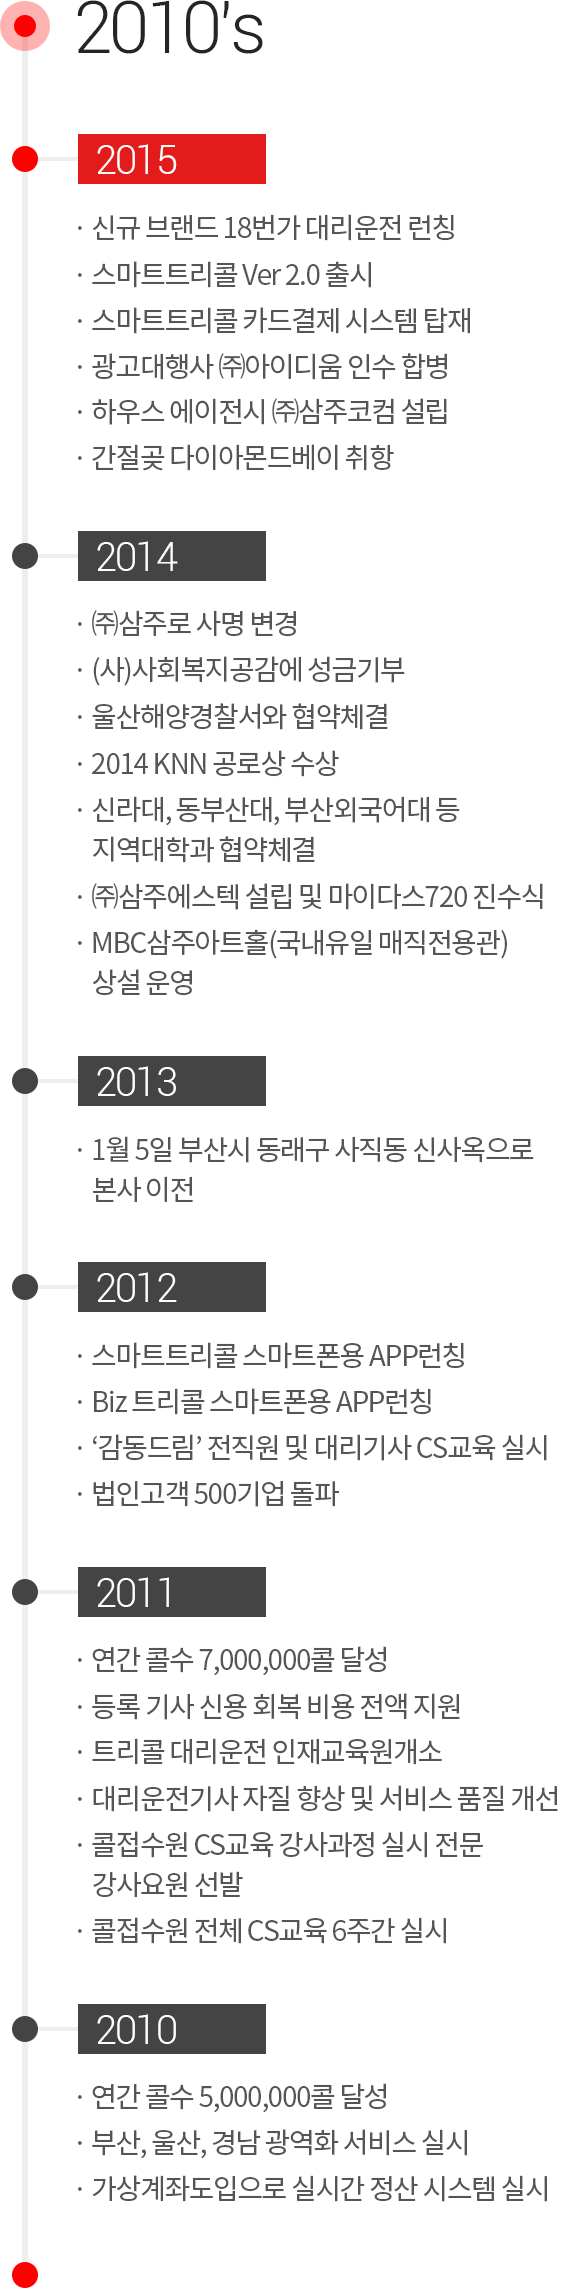 2010's
2015
· 신규 브랜드 18번가 대리운전 런칭
· 스마트트리콜 Ver 2.0 출시
· 스마트트리콜 카드결제 시스템 탑재
· 광고대행사 ㈜아이디움 인수 합병
· 하우스 에이전시 ㈜삼주코컴 설립
· 간절곶 다이아몬드베이 취항
2014
· ㈜삼주로 사명 변경
· (사)사회복지공감에 성금기부
· 울산해양경찰서와 협약체결
· 2014 KNN 공로상 수상
· 신라대, 동부산대, 부산외국어대 등
지역대학과 협약체결
· ㈜삼주에스텍 설립 및 마이다스720 진수식
· MBC삼주아트홀(국내유일 매직전용관)
상설 운영
2013
· 1월 5일 부산시 동래구 사직동 신사옥으로
본사 이전
2012
· 스마트트리콜 스마트폰용 APP런칭
· Biz 트리콜 스마트폰용 APP런칭
· ‘감동드림’ 전직원 및 대리기사 CS교육 실시
· 법인고객 500기업 돌파
2011
· 연간 콜수 7,000,000콜 달성
· 등록 기사 신용 회복 비용 전액 지원
· 트리콜 대리운전 인재교육원개소
· 대리운전기사 자질 향상 및 서비스 품질 개선
· 콜접수원 CS교육 강사과정 실시 전문
강사요원 선발
· 콜접수원 전체 CS교육 6주간 실시
2010
· 연간 콜수 5,000,000콜 달성
· 부산, 울산, 경남 광역화 서비스 실시
· 가상계좌도입으로 실시간 정산 시스템 실시